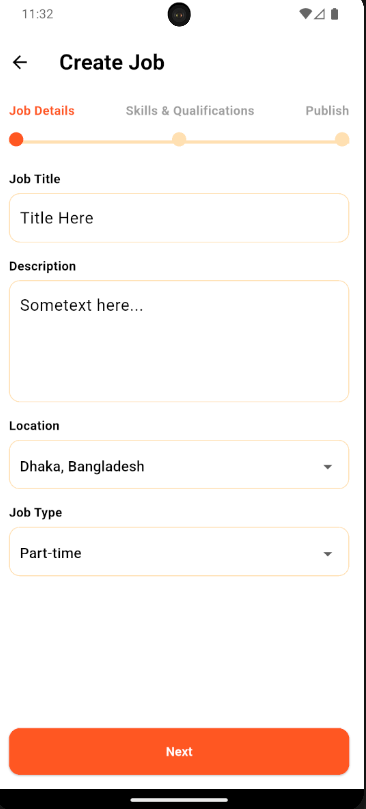 11:32
Create Job
Job Details Skills & Qualifications Publish
Job Title
Title Here
Description
Sometext here...
Location
Dhaka, Bangladesh
Job Type
Part-time
Next